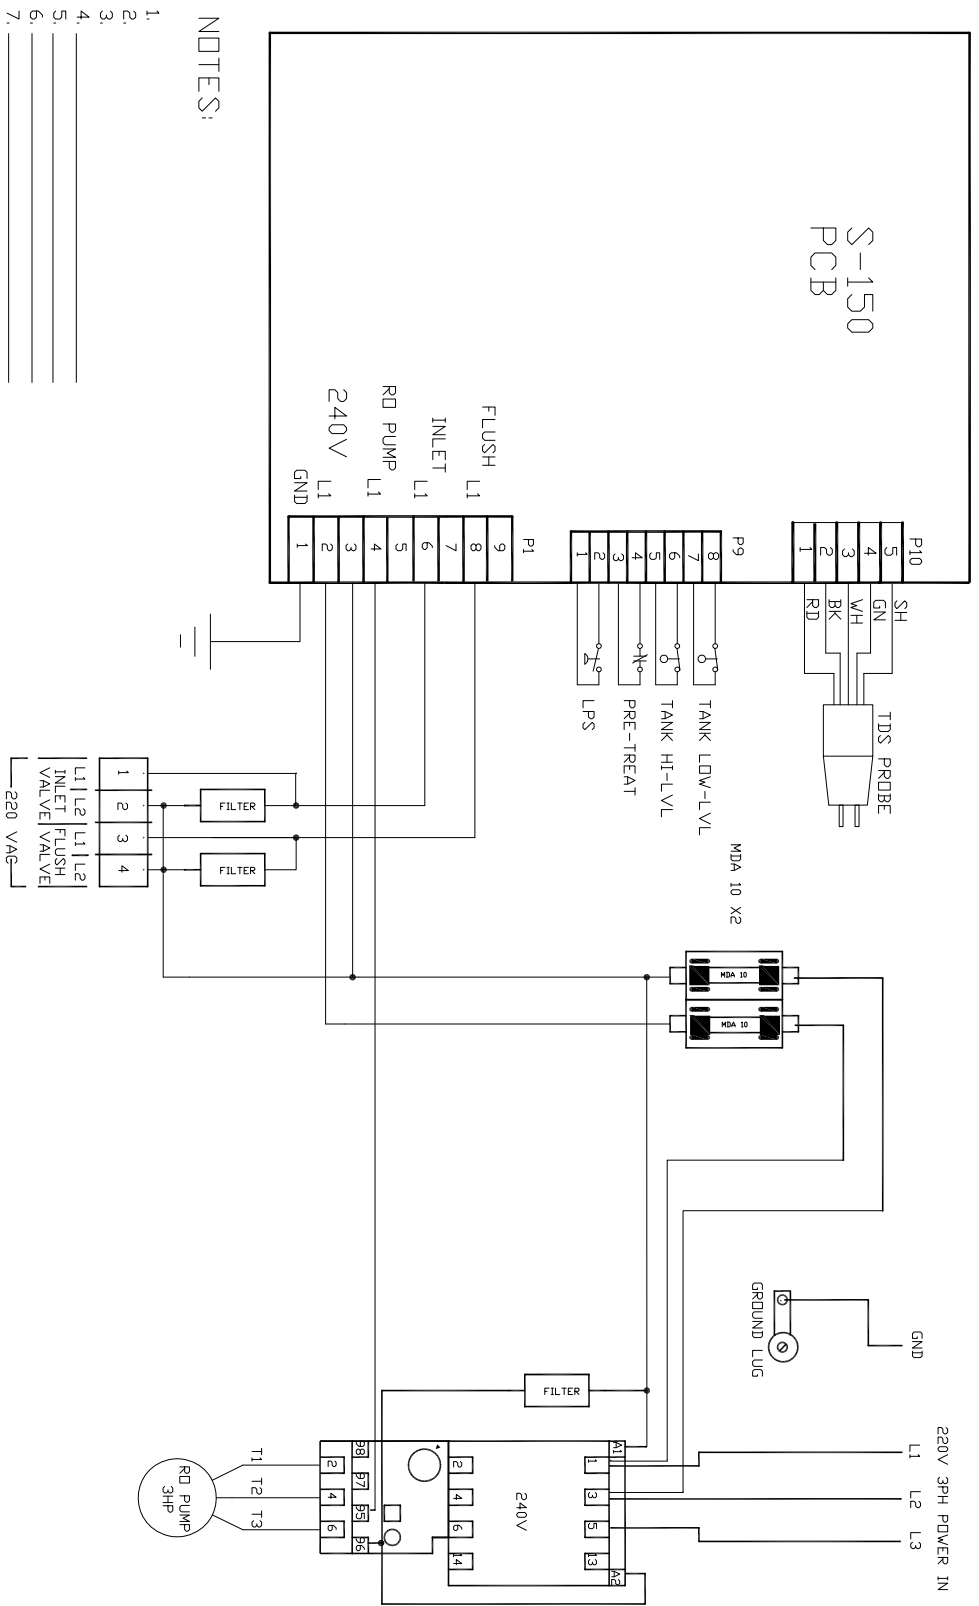 S-150
PCB
P10
5
4
3
2
1
SH
GN
WH
BK
RD
TDS PROBE
P9
8
7
6
5
4
3
2
1
TANK LOW-LVL
TANK HI-LVL
PRE-TREAT
LPS
P1
9
8
7
6
5
4
3
2
1
FLUSH
L1
INLET
L1
RO PUMP
L1
240V
L1
GND
MDA 10 X2
MDA 10
MDA 10
FILTER
FILTER
1
2
3
4
L1 L2 L1 L2
INLET FLUSH
VALVE VALVE
220 VAC
GND
GROUND LUG
220V 3PH POWER IN
L1
L2
L3
FILTER
A1
1
3
5
13
A2
240V
2
4
6
14
98
97
95
96
2
4
6
T1
T2
T3
RO PUMP
3HP
NOTES:
1.
2.
3.
4.
5.
6.
7.